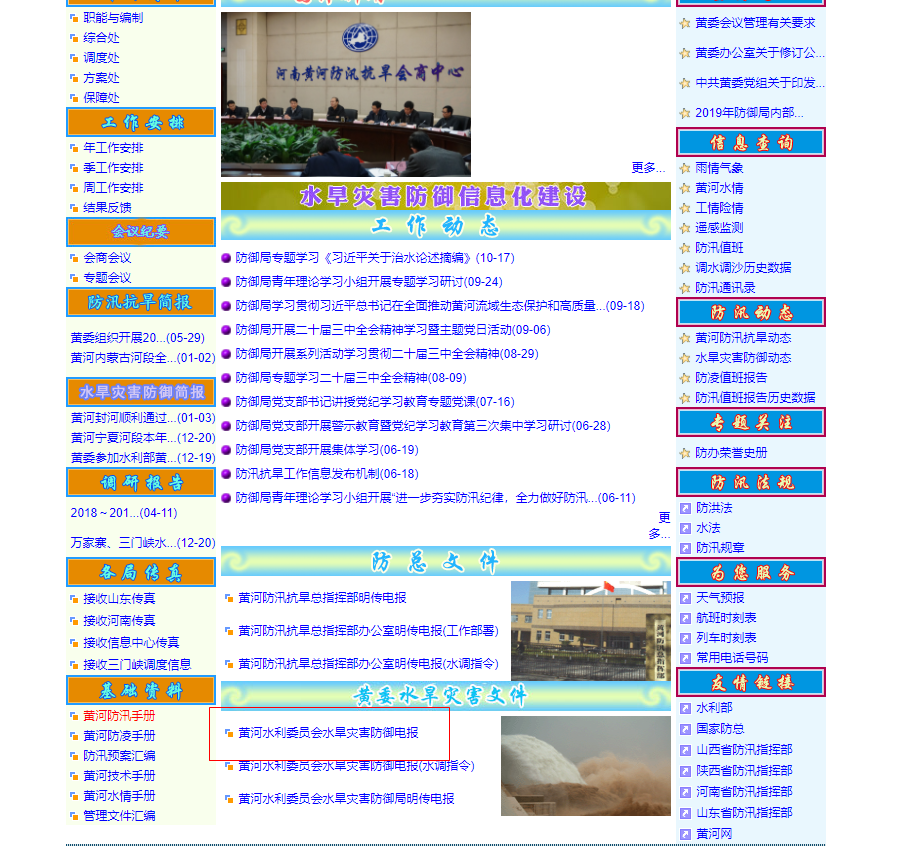 职能与编制
综合处
调度处
方案处
保障处
工作安排
年工作安排
季工作安排
周工作安排
结果反馈
会议纪要
会商会议
专题会议
防汛抗旱简报
黄委组织开展20...(05-29)
黄河内蒙古河段全...(01-02)
水旱灾害防御简报
黄河封河顺利通过...(01-03)
黄河宁夏河段本年...(12-20)
黄委参加水利部黄...(12-19)
调研报告
2018～201...(04-11)
万家寨、三门峡水...(12-20)
各局传真
接收山东传真
接收河南传真
接收信息中心传真
接收三门峡调度信息
基础资料
黄河防汛手册
黄河防凌手册
防汛预案汇编
黄河技术手册
黄河水情手册
管理文件汇编
河南黄河防汛抗旱会商中心
更多...
水旱灾害防御信息化建设
工作动态
防御局专题学习《习近平关于治水论述摘编》(10-17)
防御局青年理论学习小组开展专题学习研讨(09-24)
防御局学习贯彻习近平总书记在全面推动黄河流域生态保护和高质量...(09-18)
防御局开展二十届三中全会精神学习暨主题党日活动(09-06)
防御局开展系列活动学习贯彻二十届三中全会精神(08-29)
防御局专题学习二十届三中全会精神(08-09)
防御局党支部书记讲授党纪学习教育专题党课(07-16)
防御局党支部开展警示教育暨党纪学习教育第三次集中学习研讨(06-28)
防御局党支部开展集体学习(06-19)
防汛抗旱工作信息发布机制(06-18)
防御局青年理论学习小组开展“进一步夯实防汛纪律，全力做好防汛...(06-11)
更
多...
防总文件
黄河防汛抗旱总指挥部明传电报
黄河防汛抗旱总指挥部办公室明传电报(工作部署)
黄河防汛抗旱总指挥部办公室明传电报(水调指令)
黄河防汛总指挥部
黄委水旱灾害文件
黄河水利委员会水旱灾害防御电报
黄河水利委员会水旱灾害防御电报(水调指令)
黄河水利委员会水旱灾害防御局明传电报
黄委会议管理有关要求
黄委办公室关于修订公...
中共黄委党组关于印发...
2019年防御局内部...
信息查询
雨情气象
黄河水情
工情险情
遥感监测
防汛值班
调水调沙历史数据
防汛通讯录
防汛动态
黄河防汛抗旱动态
水旱灾害防御动态
防凌值班报告
防汛值班报告历史数据
专题关注
防办荣誉史册
防汛法规
防洪法
水法
防汛规章
为您服务
天气预报
航班时刻表
列车时刻表
常用电话号码
友情链接
水利部
国家防总
山西省防汛指挥部
陕西省防汛指挥部
河南省防汛指挥部
山东省防汛指挥部
黄河网